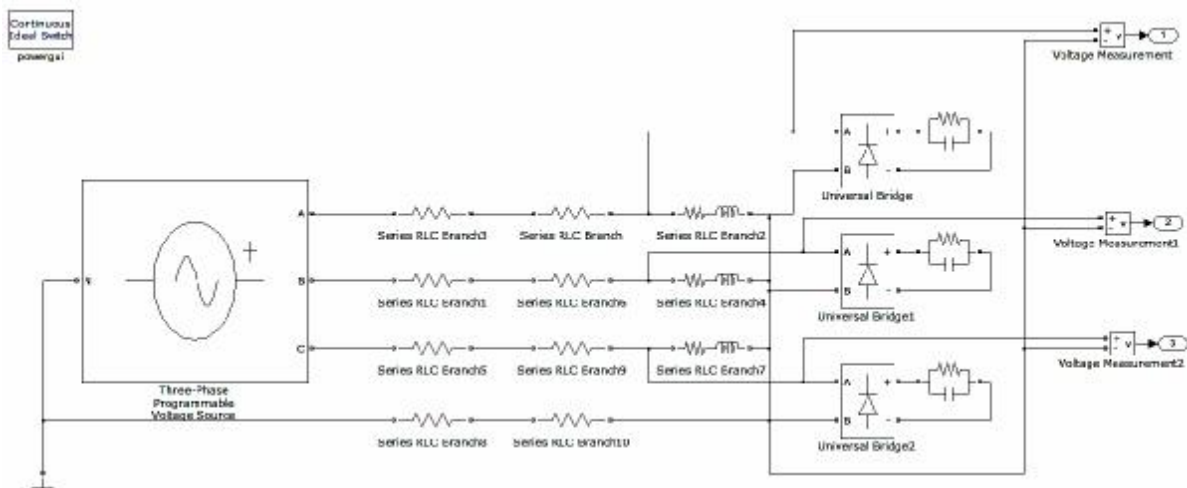 Continuous
Ideal Switch
powergui
1
Voltage Measurement
A
B
+
-
v
Universal Bridge
A
Series RLC Branch3
Series RLC Branch
Series RLC Branch2
2
Voltage Measurement1
N
B
Series RLC Branch1
Series RLC Branch6
Series RLC Branch4
A
B
+
-
Universal Bridge1
C
Series RLC Branch5
Series RLC Branch9
Series RLC Branch7
3
Voltage Measurement2
Three-Phase
Programmable
Voltage Source
A
B
+
-
Universal Bridge2
Series RLC Branch8
Series RLC Branch10